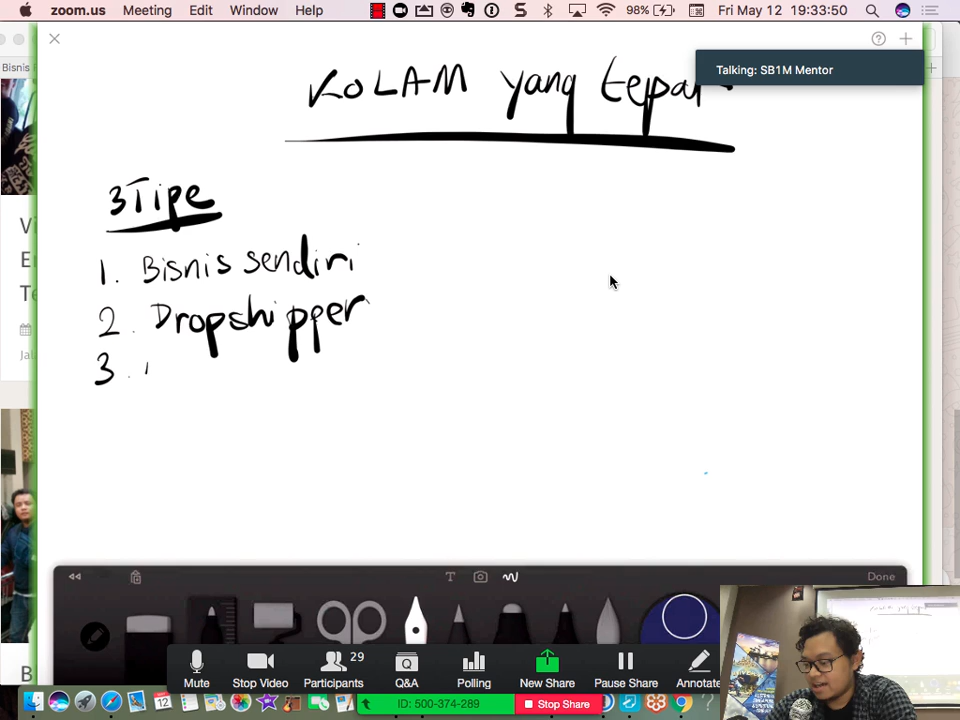 zoom.us Meeting Edit Window Help 98% Fri May 12 19:33:50
Bisnis
Talking: SB1M Mentor
KOLAM yang tepat
3 Tipe
1. Bisnis sendiri
2. Dropshipper
3.
T Done
Mute Stop Video 29 Participants Q&A Polling New Share Pause Share Annotate
ID: 500-374-289 Stop Share